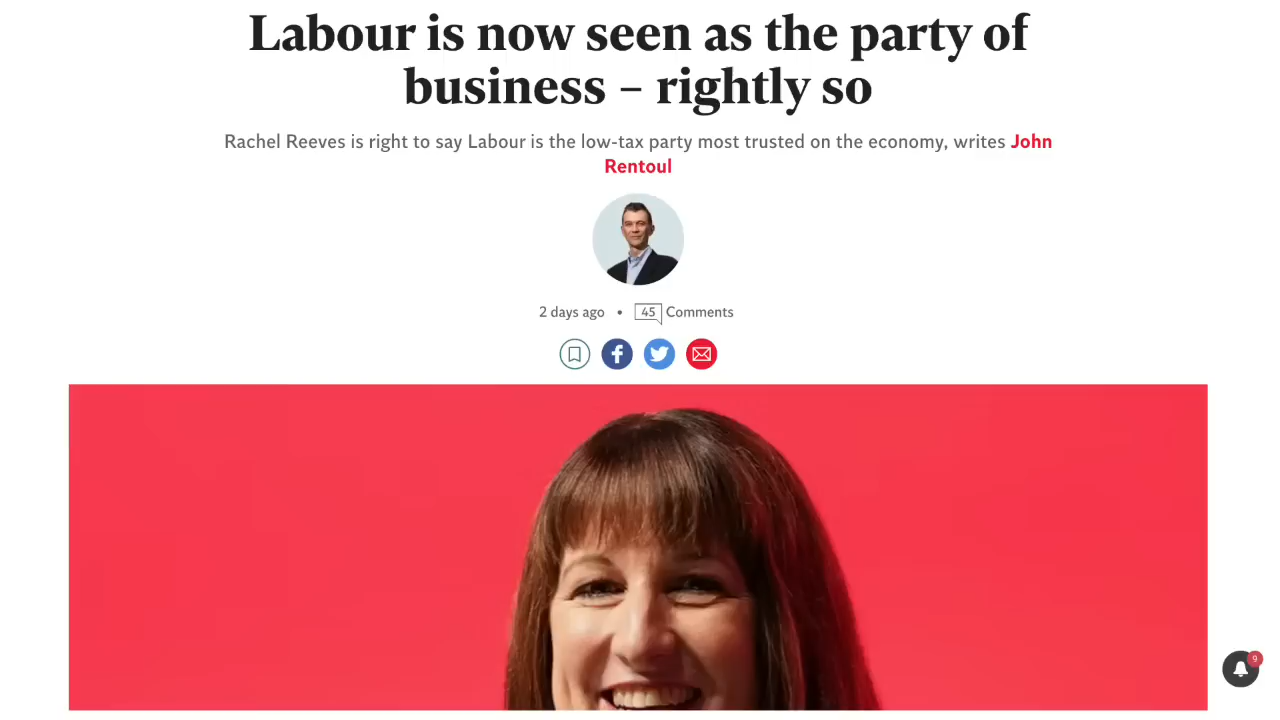 Labour is now seen as the party of
business – rightly so
Rachel Reeves is right to say Labour is the low-tax party most trusted on the economy, writes John
Rentoul
2 days ago • 45 Comments
9